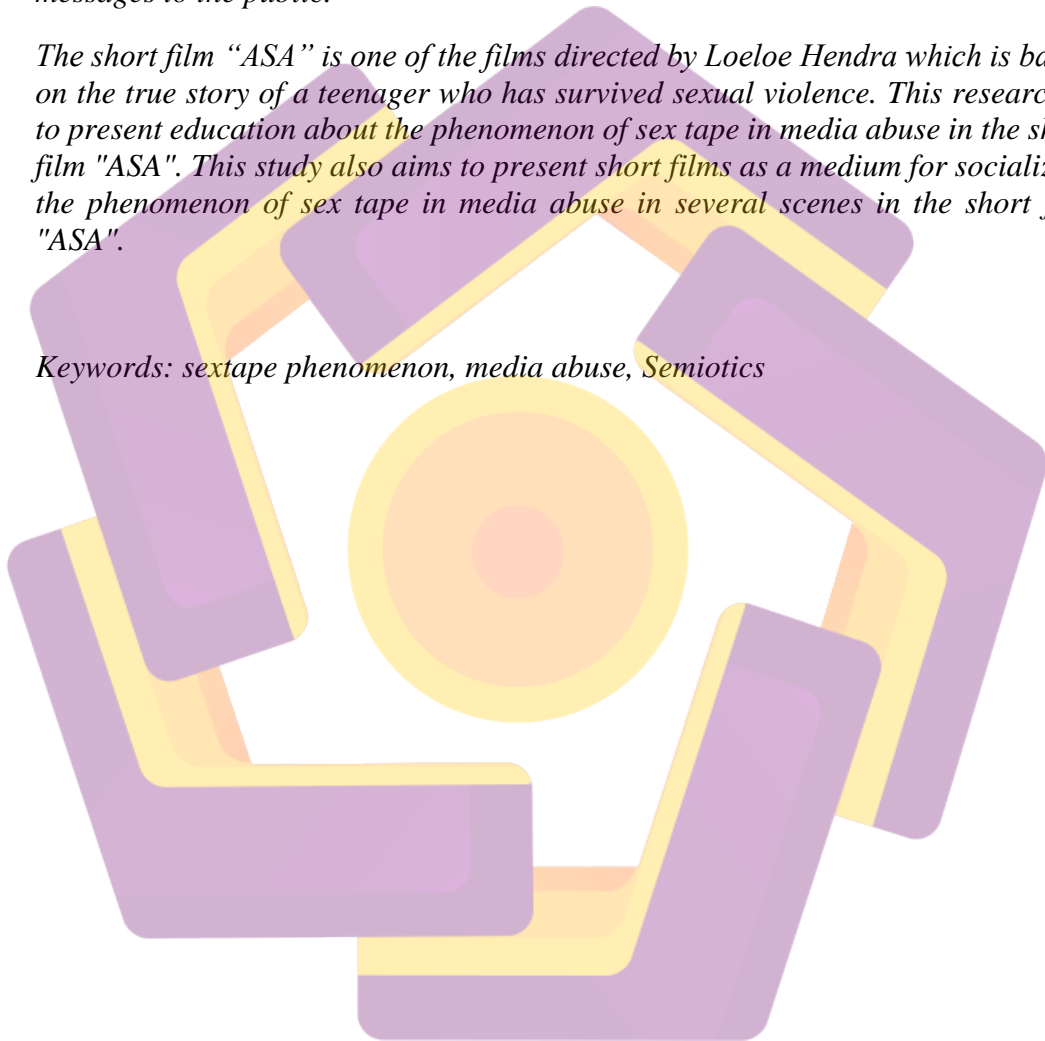 messages to the public.
The short film “ASA” is one of the films directed by Loeloe Hendra which is ba
on the true story of a teenager who has survived sexual violence. This researc
to present education about the phenomenon of sex tape in media abuse in the sh
film "ASA". This study also aims to present short films as a medium for socializ
the phenomenon of sex tape in media abuse in several scenes in the short f
"ASA".
Keywords: sextape phenomenon, media abuse, Semiotics